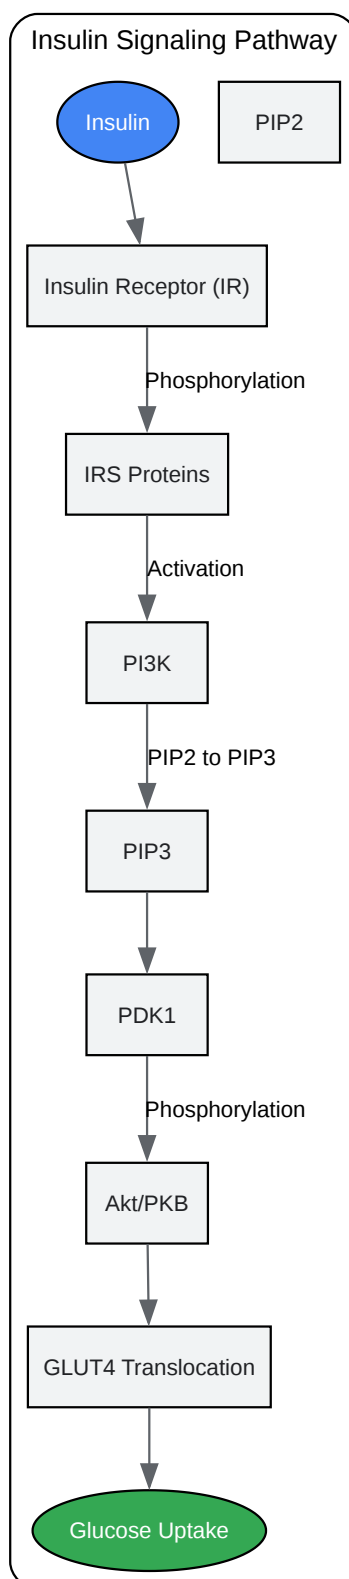 Insulin Signaling Pathway
Insulin
PIP2
Insulin Receptor (IR)
Phosphorylation
IRS Proteins
Activation
PI3K
PIP2 to PIP3
PIP3
PDK1
Phosphorylation
Akt/PKB
GLUT4 Translocation
Glucose Uptake